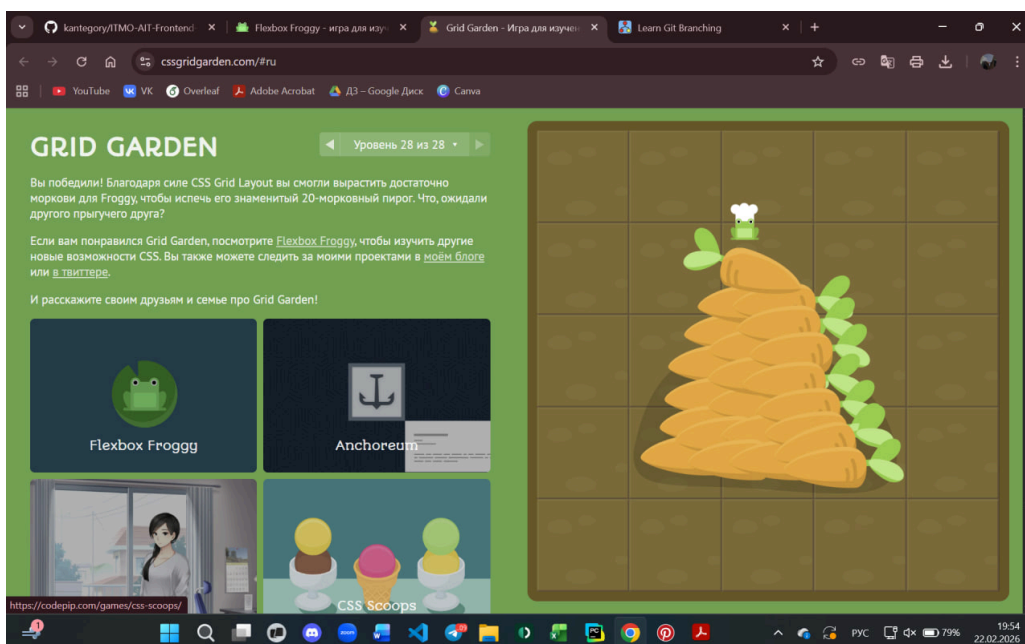 kantegory/ITMO-AIT-Frontend-
Flexbox Froggy - игра для изуч
Grid Garden - Игра для изучен
Learn Git Branching
cssgridgarden.com/#ru
YouTube
VK
Overleaf
Adobe Acrobat
ДЗ – Google Диск
Canva
GRID GARDEN
Уровень 28 из 28
Вы победили! Благодаря силе CSS Grid Layout вы смогли вырастить достаточно
моркови для Froggy, чтобы испечь его знаменитый 20-морковный пирог. Что, ожидали
другого прыгучего друга?
Если вам понравился Grid Garden, посмотрите Flexbox Froggy, чтобы изучить другие
новые возможности CSS. Вы также можете следить за моими проектами в моём блоге
или в твиттере.
И расскажите своим друзьям и семье про Grid Garden!
Flexbox Froggy
Anchoreum
CSS Scoops
https://codepip.com/games/css-scoops/
1
zoom
PC
РУС
79%
19:54
22.02.2026